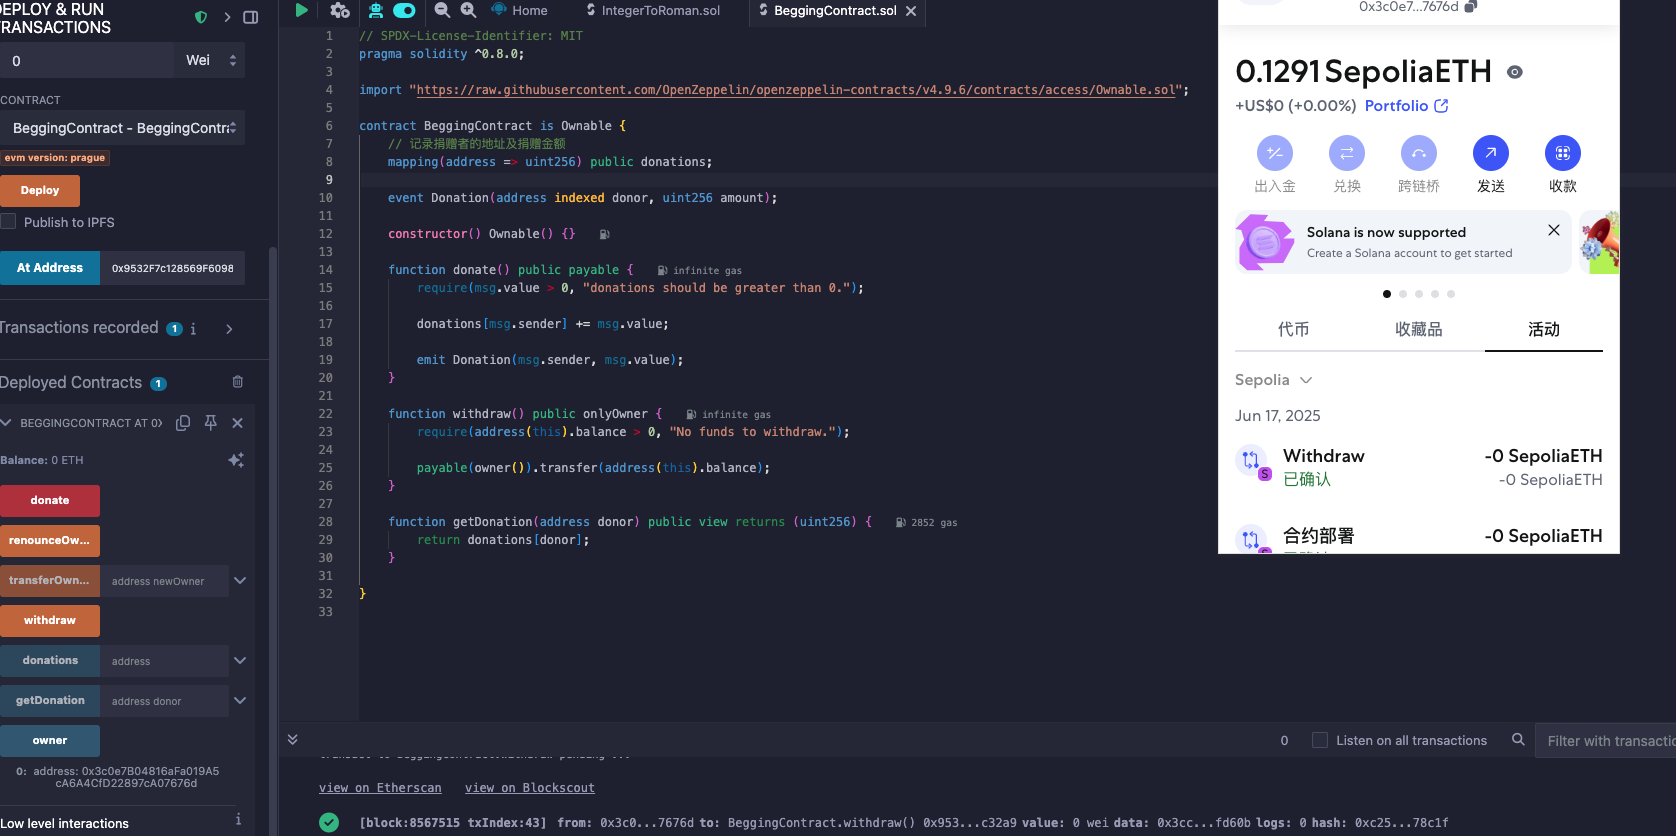 DEPLOY & RUN
TRANSACTIONS
0
Wei
CONTRACT
BeggingContract - BeggingContra
evm version: prague
Deploy
Publish to IPFS
At Address
0x9532F7c128569F6098
Transactions recorded 1 i
Deployed Contracts 1
BEGGINGCONTRACT AT 0X
Balance: 0 ETH
donate
renounceOw...
transferOwn...
address newOwner
withdraw
donations
address
getDonation
address donor
owner
0: address: 0x3c0e7B04816aFa019A5
cA6A4CfD22897cA07676d
Low level interactions
i
Home
IntegerToRoman.sol
BeggingContract.sol
1 // SPDX-License-Identifier: MIT
2 pragma solidity ^0.8.0;
3
4 import "https://raw.githubusercontent.com/OpenZeppelin/openzeppelin-contracts/v4.9.6/contracts/access/Ownable.sol";
5
6 contract BeggingContract is Ownable {
7 // 记录捐赠者的地址及捐赠金额
8 mapping(address => uint256) public donations;
9
10 event Donation(address indexed donor, uint256 amount);
11
12 constructor() Ownable() {}
13
14 function donate() public payable { infinite gas
15 require(msg.value > 0, "donations should be greater than 0.");
16
17 donations[msg.sender] += msg.value;
18
19 emit Donation(msg.sender, msg.value);
20 }
21
22 function withdraw() public onlyOwner { infinite gas
23 require(address(this).balance > 0, "No funds to withdraw.");
24
25 payable(owner()).transfer(address(this).balance);
26 }
27
28 function getDonation(address donor) public view returns (uint256) { 2852 gas
29 return donations[donor];
30 }
31
32 }
33
0x3c0e7...7676d
0.1291 SepoliaETH
+US$0 (+0.00%) Portfolio
出入金
兑换
跨链桥
发送
收款
Solana is now supported
Create a Solana account to get started
代币
收藏品
活动
Sepolia
Jun 17, 2025
Withdraw
-0 SepoliaETH
已确认
-0 SepoliaETH
S
合约部署
-0 SepoliaETH
0
Listen on all transactions
Filter with transactio
view on Etherscan
view on Blockscout
[block:8567515 txIndex:43] from: 0x3c0...7676d to: BeggingContract.withdraw() 0x953...c32a9 value: 0 wei data: 0x3cc...fd60b logs: 0 hash: 0xc25...78c1f